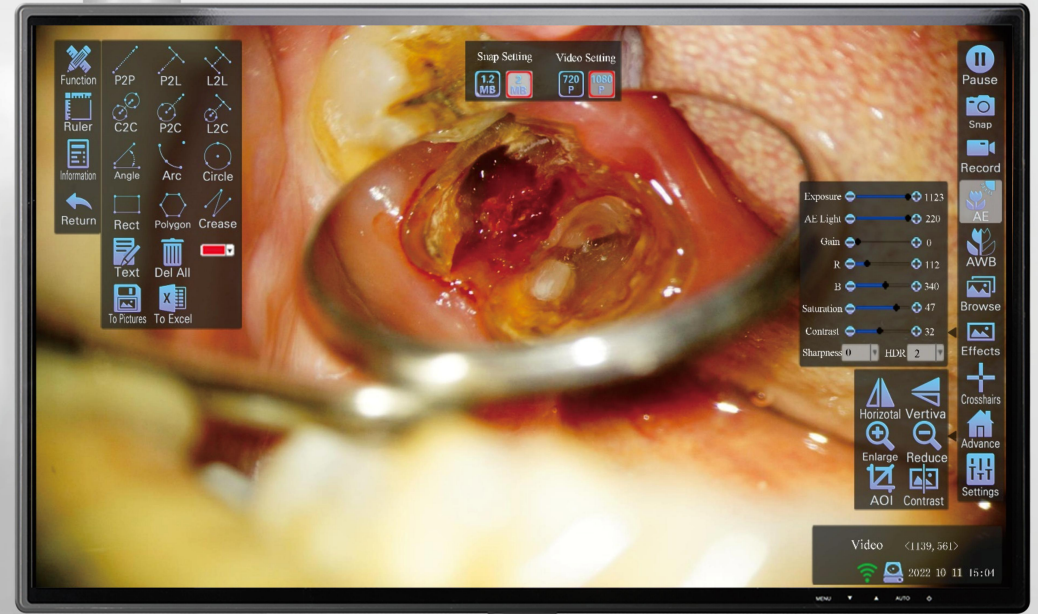 Function
Ruler
Information
Return
P2P P2L L2L
C2C P2C L2C
Angle Arc Circle
Rect Polygon Crease
Text Del All
To Pictures To Excel
Snap Setting Video Setting
1.2 MB 2 MB 720 P 1080 P
Pause
Snap
Record
AE
AWB
Browse
Effects
Crosshairs
Advance
Settings
Exposure 1123
AE Light 220
Gain 0
R 112
B 340
Saturation 47
Contrast 32
Sharpness 0 HDR 2
Horizotal Vertiva
Enlarge Reduce
AOI Contrast
Video <1139, 561>
2022 10 11 15:04
MENU AUTO